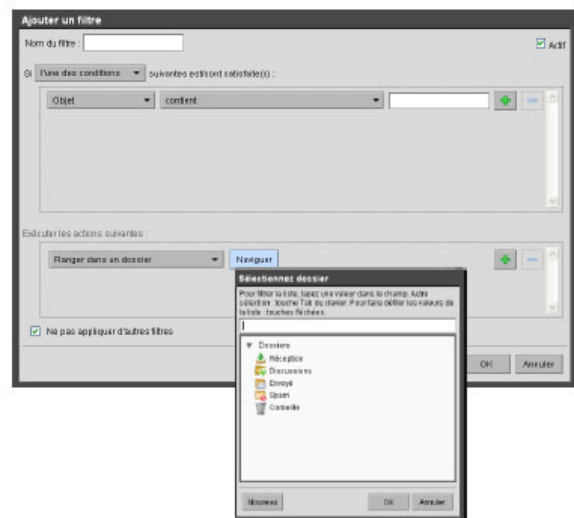 Ajouter un filtre
Nom du filtre :
Actif
Si l'une des conditions suivantes est/sont satisfaite(s) :
Objet contient
Exécuter les actions suivantes :
Ranger dans un dossier Naviguer
Sélectionnez dossier
Pour filtrer la liste, tapez une valeur dans le champ. Autre
sélection : touche Tab du clavier. Pour faire défiler les valeurs de
la liste : touches fléchées.
Dossiers
Réception
Discussions
Envoyé
Spam
Corbeille
Nouveau OK Annuler
Ne pas appliquer d'autres filtres
OK Annuler